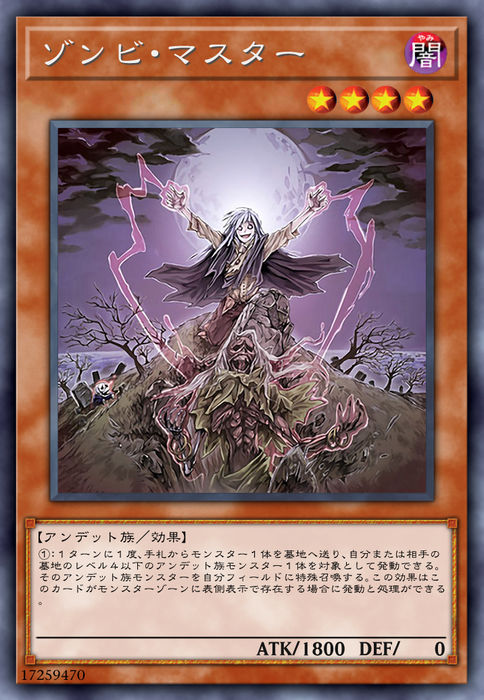 ゾンビ・マスター
やみ
闇
【アンデット族／効果】
①：１ターンに１度、手札からモンスター１体を墓地へ送り、自分または相手の
墓地のレベル４以下のアンデット族モンスター１体を対象として発動できる。
そのアンデット族モンスターを自分フィールドに特殊召喚する。この効果はこ
のカードがモンスターゾーンに表側表示で存在する場合に発動と処理ができる
。
ATK/1800 DEF/ 0
17259470